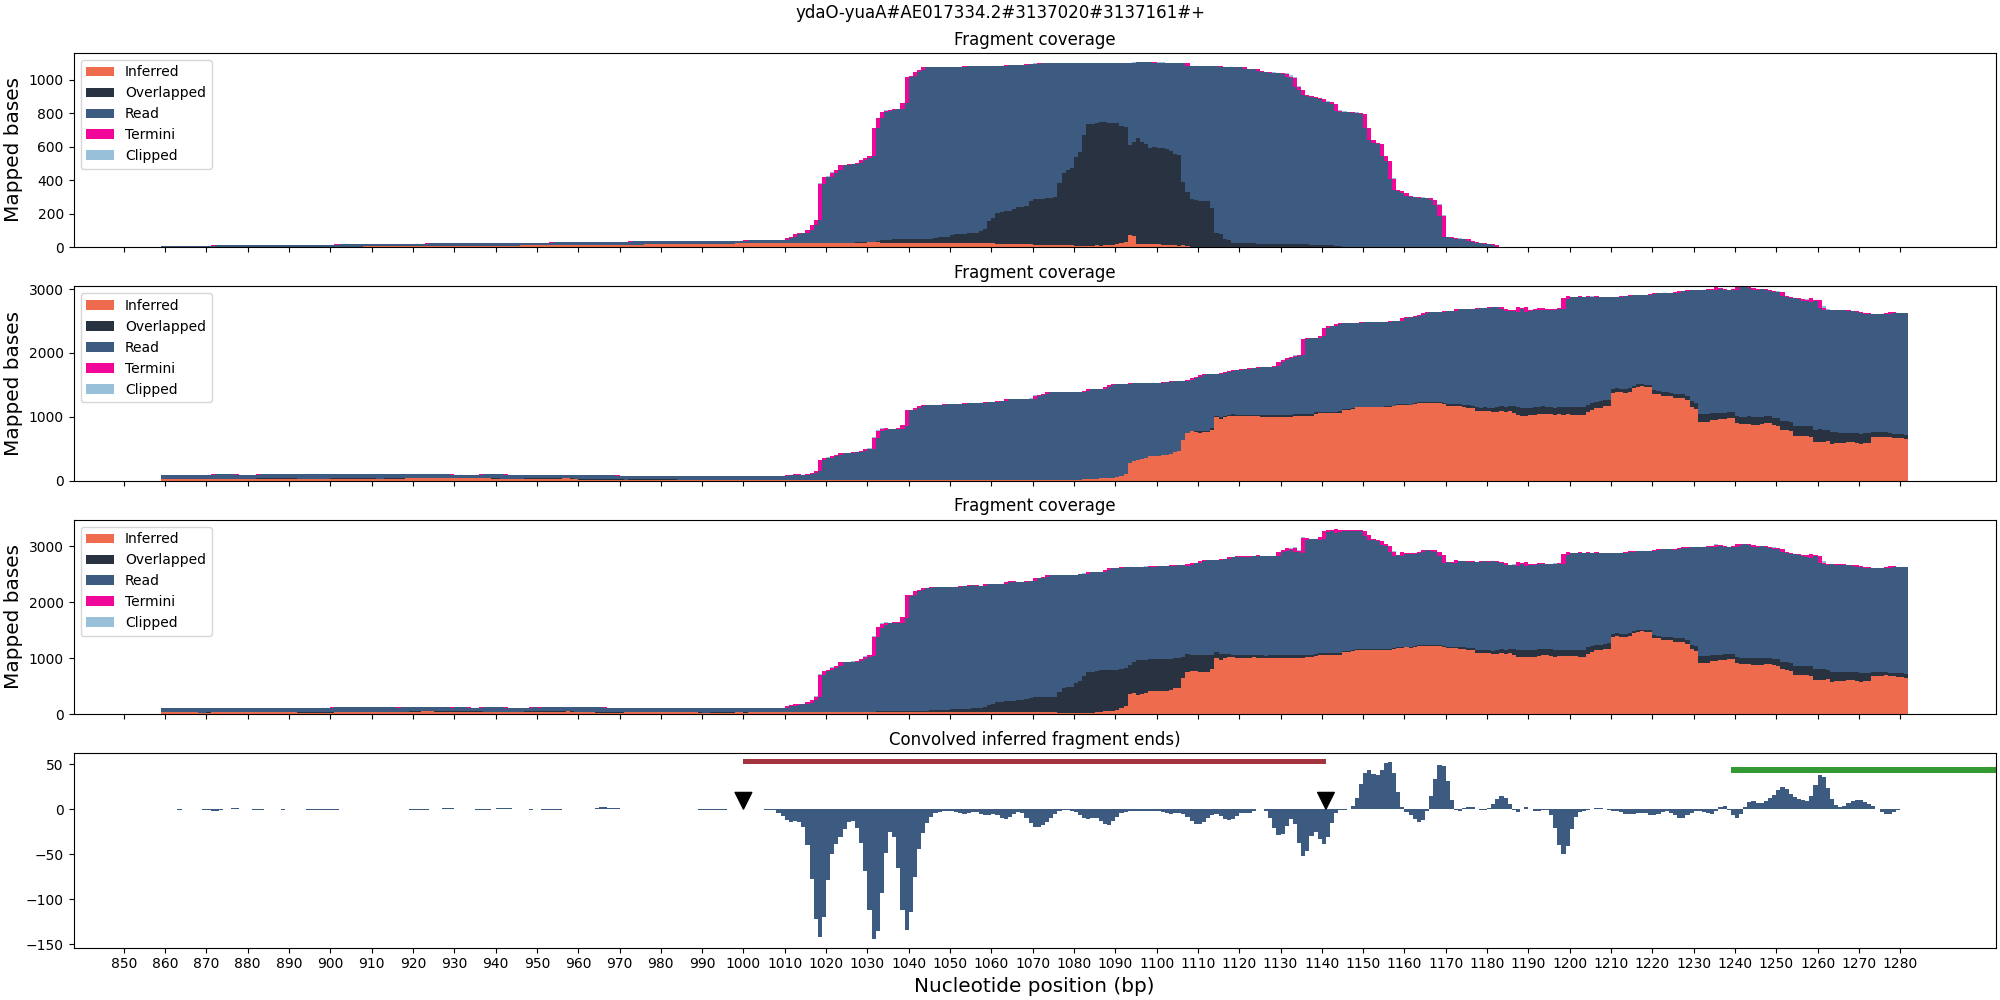 ydaO-yuaA#AE017334.2#3137020#3137161#+
Fragment coverage
Mapped bases
1000
800
600
400
200
0
Inferred
Overlapped
Read
Termini
Clipped
Fragment coverage
Mapped bases
3000
2000
1000
0
Inferred
Overlapped
Read
Termini
Clipped
Fragment coverage
Mapped bases
3000
2000
1000
0
Inferred
Overlapped
Read
Termini
Clipped
Convolved inferred fragment ends)
50
0
−50
−100
−150
850 860 870 880 890 900 910 920 930 940 950 960 970 980 990 1000 1010 1020 1030 1040 1050 1060 1070 1080 1090 1100 1110 1120 1130 1140 1150 1160 1170 1180 1190 1200 1210 1220 1230 1240 1250 1260 1270 1280
Nucleotide position (bp)